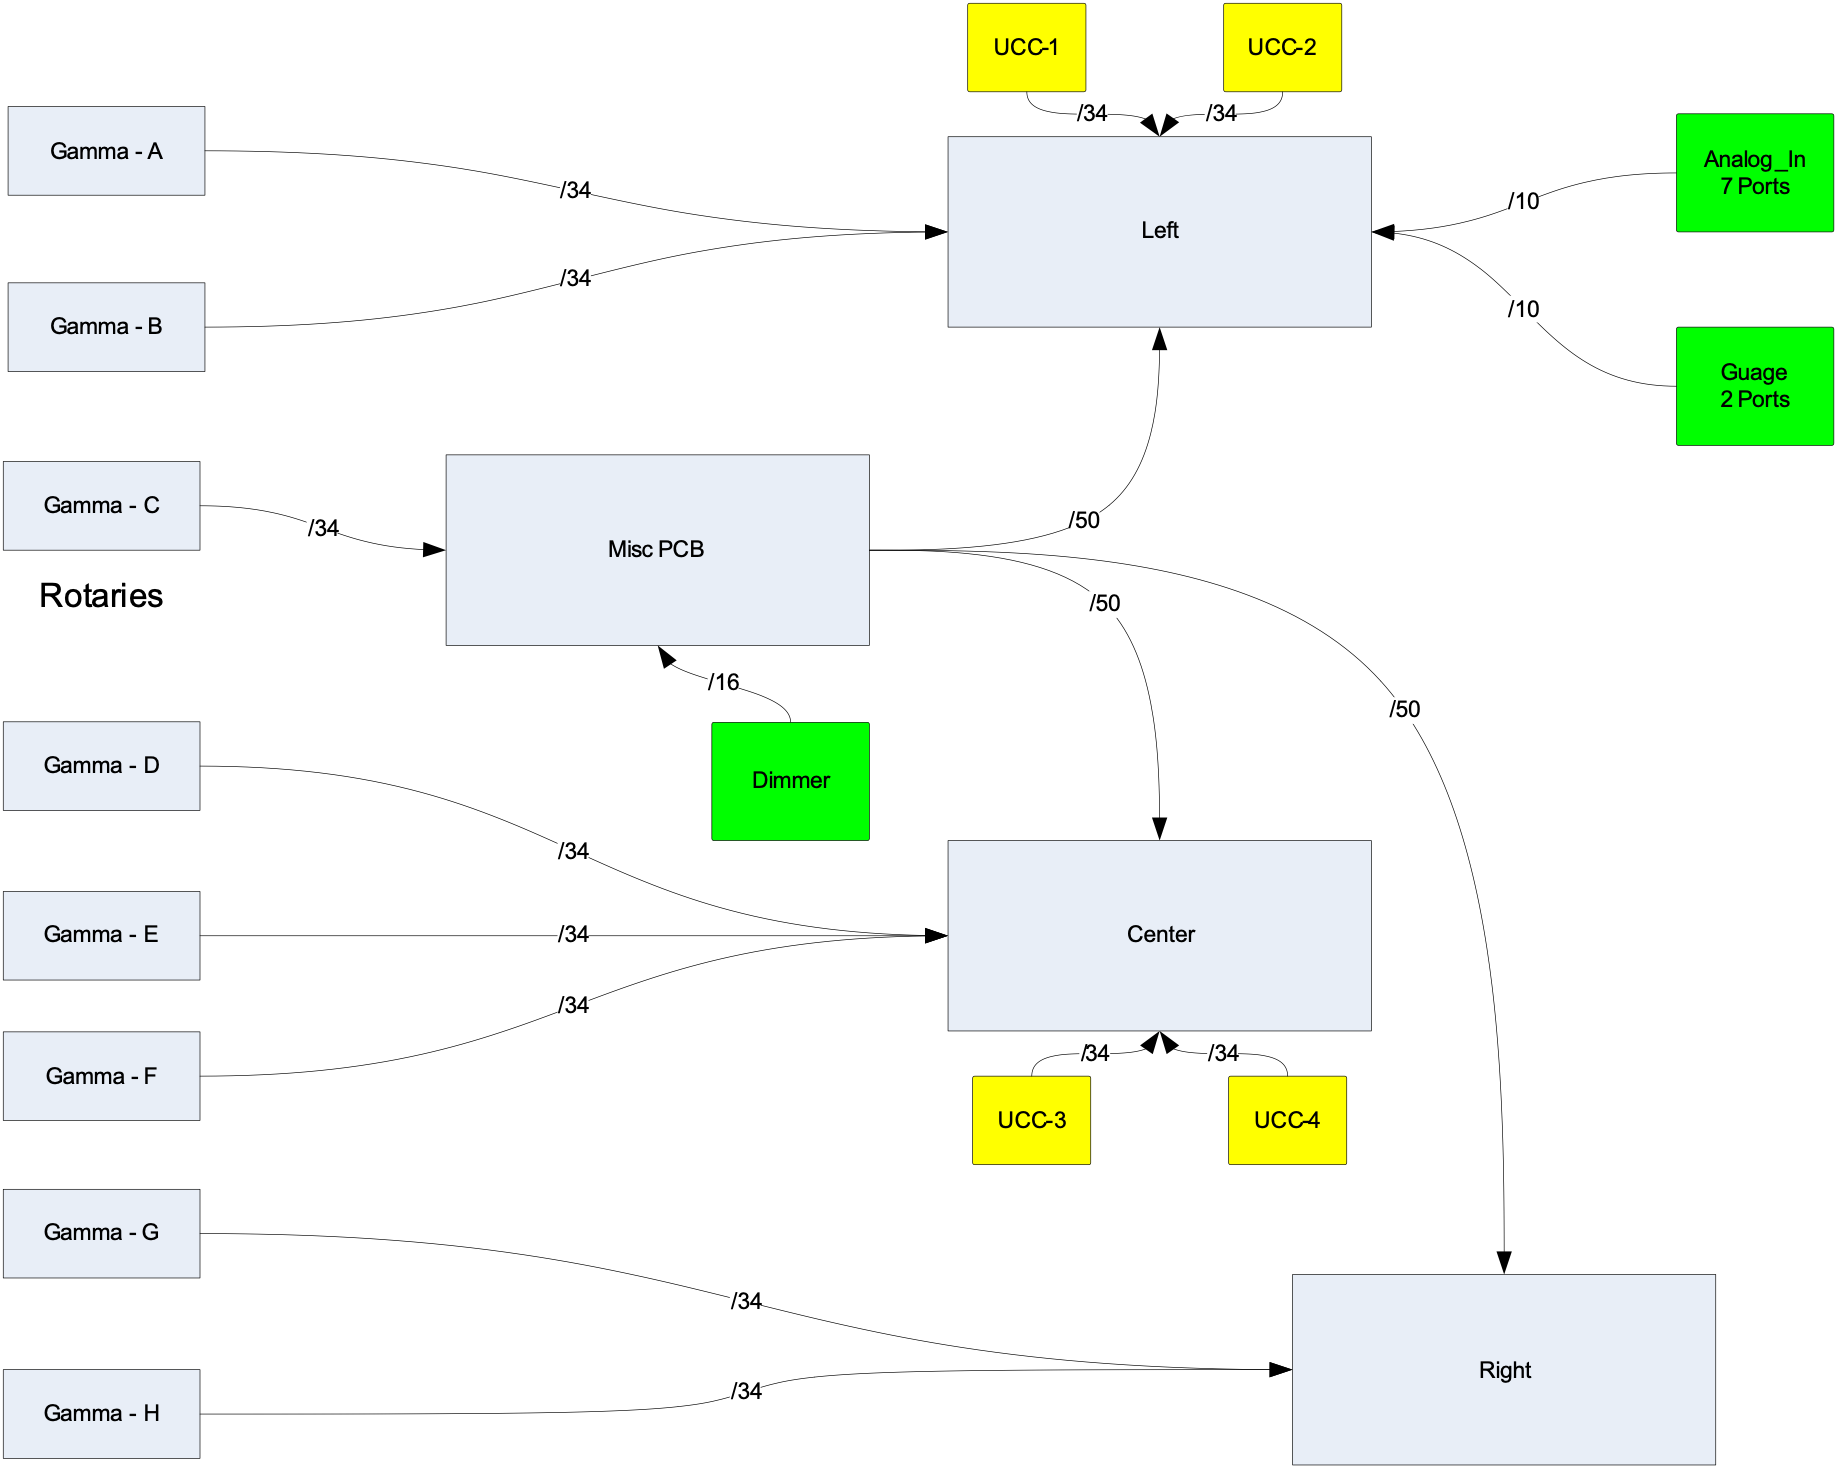 UCC-1
UCC-2
/34
/34
Gamma - A
Analog_In
7 Ports
/34
/10
Left
/34
/10
Gamma - B
Guage
2 Ports
Gamma - C
/34
/50
Misc PCB
Rotaries
/50
/16
/50
Gamma - D
Dimmer
/34
Gamma - E
/34
Center
/34
Gamma - F
/34
/34
UCC-3
UCC-4
Gamma - G
/34
Right
/34
Gamma - H